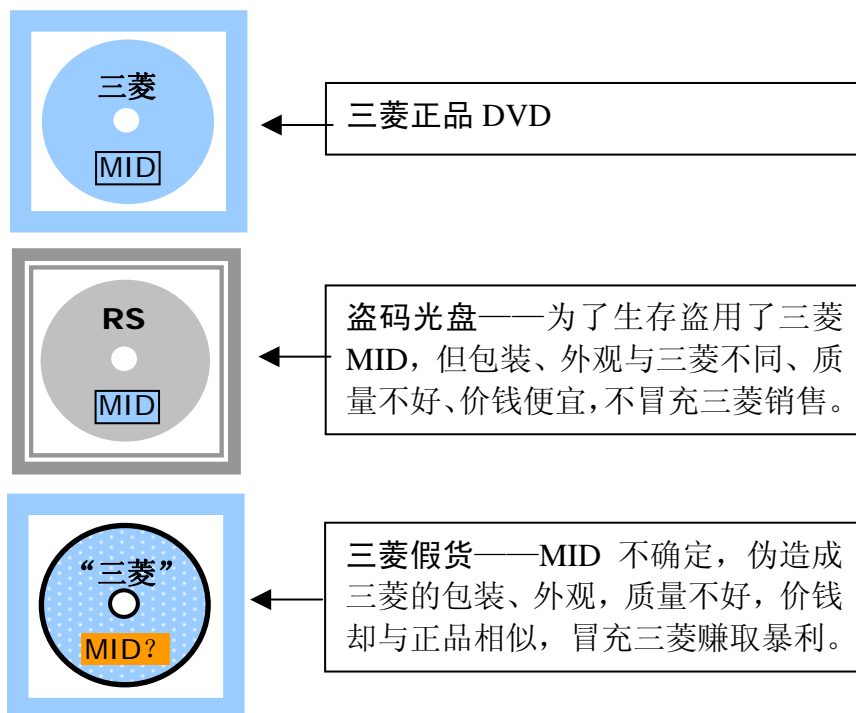 三菱
MID
三菱正品 DVD
RS
MID
盗码光盘——为了生存盗用了三菱
MID，但包装、外观与三菱不同、质
量不好、价钱便宜，不冒充三菱销售。
“三菱”
MID？
三菱假货——MID 不确定，伪造成
三菱的包装、外观，质量不好，价钱
却与正品相似，冒充三菱赚取暴利。